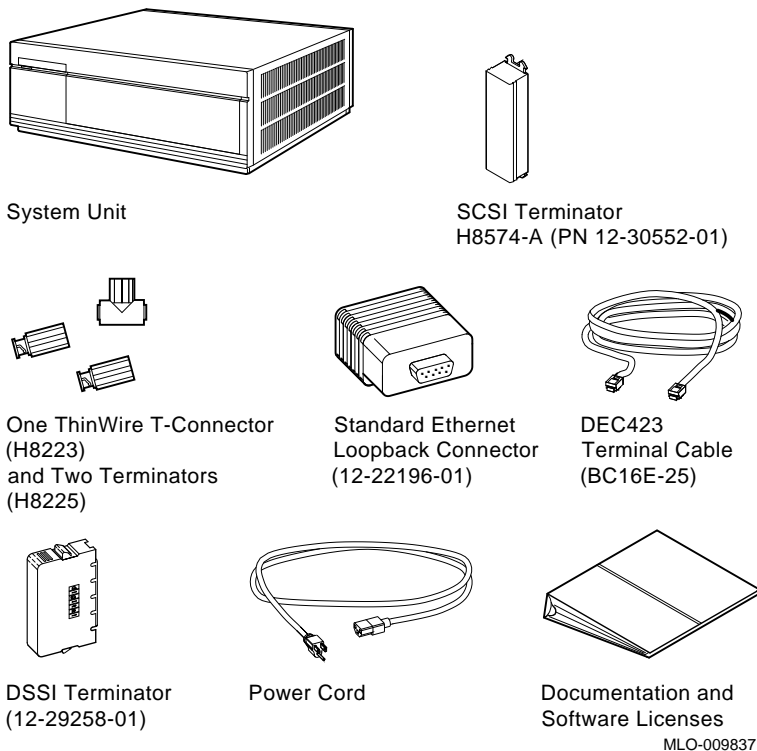 System Unit
SCSI Terminator
H8574-A (PN 12-30552-01)
One ThinWire T-Connector
(H8223)
and Two Terminators
(H8225)
Standard Ethernet
Loopback Connector
(12-22196-01)
DEC423
Terminal Cable
(BC16E-25)
DSSI Terminator
(12-29258-01)
Power Cord
Documentation and
Software Licenses
MLO-009837